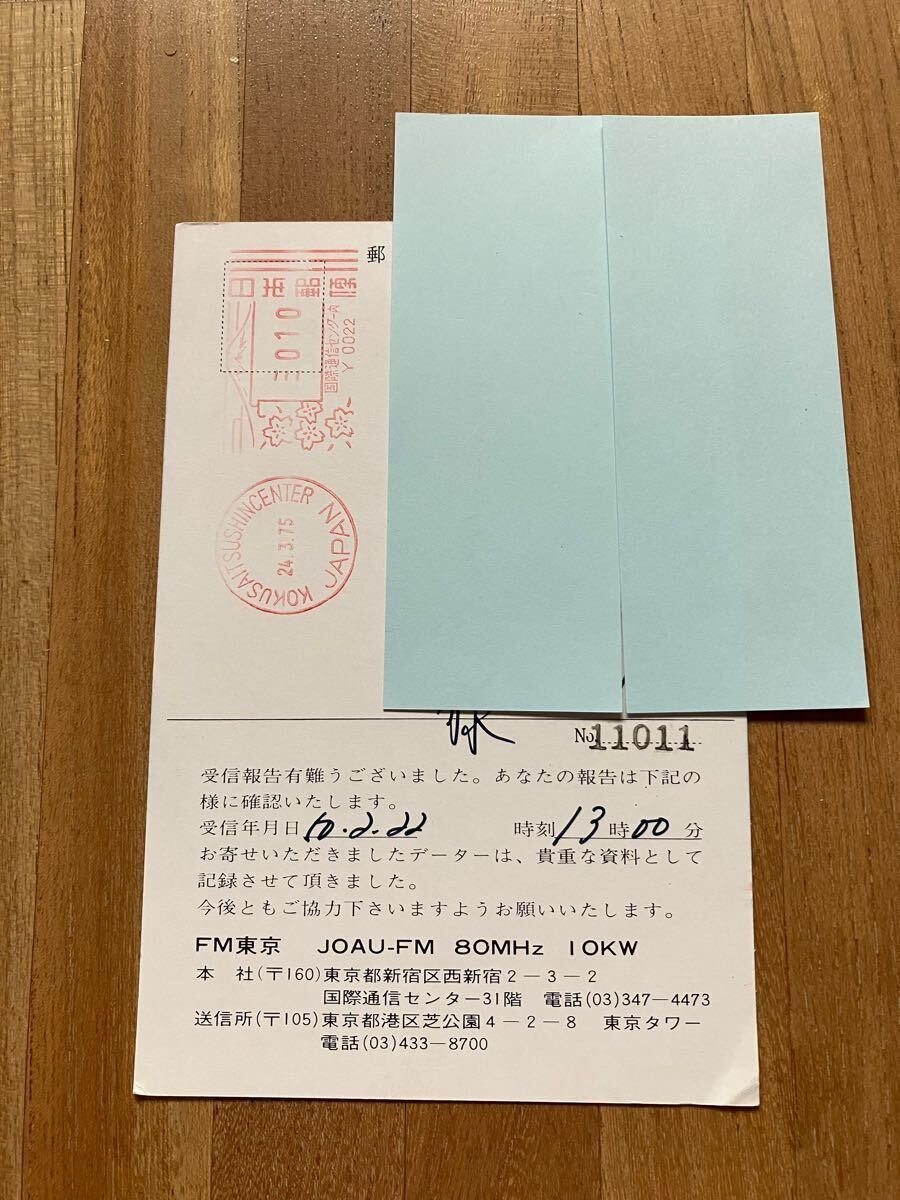 郵
日本郵便
010
国際通信センター内
Y 0022
KOKUSAITSUSHINCENTER JAPAN
24.3.75
様
No. 11011
受信報告有難うございました。あなたの報告は下記の
様に確認いたします。
受信年月日 50.2.22 時刻 13時00分
お寄せいただきましたデーターは、貴重な資料として
記録させて頂きました。
今後ともご協力下さいますようお願いいたします。
FM東京 JOAU-FM 80MHz 10KW
本 社(〒160)東京都新宿区西新宿2-3-2
国際通信センター31階 電話(03)347-4473
送信所(〒105)東京都港区芝公園4-2-8 東京タワー
電話(03)433-8700